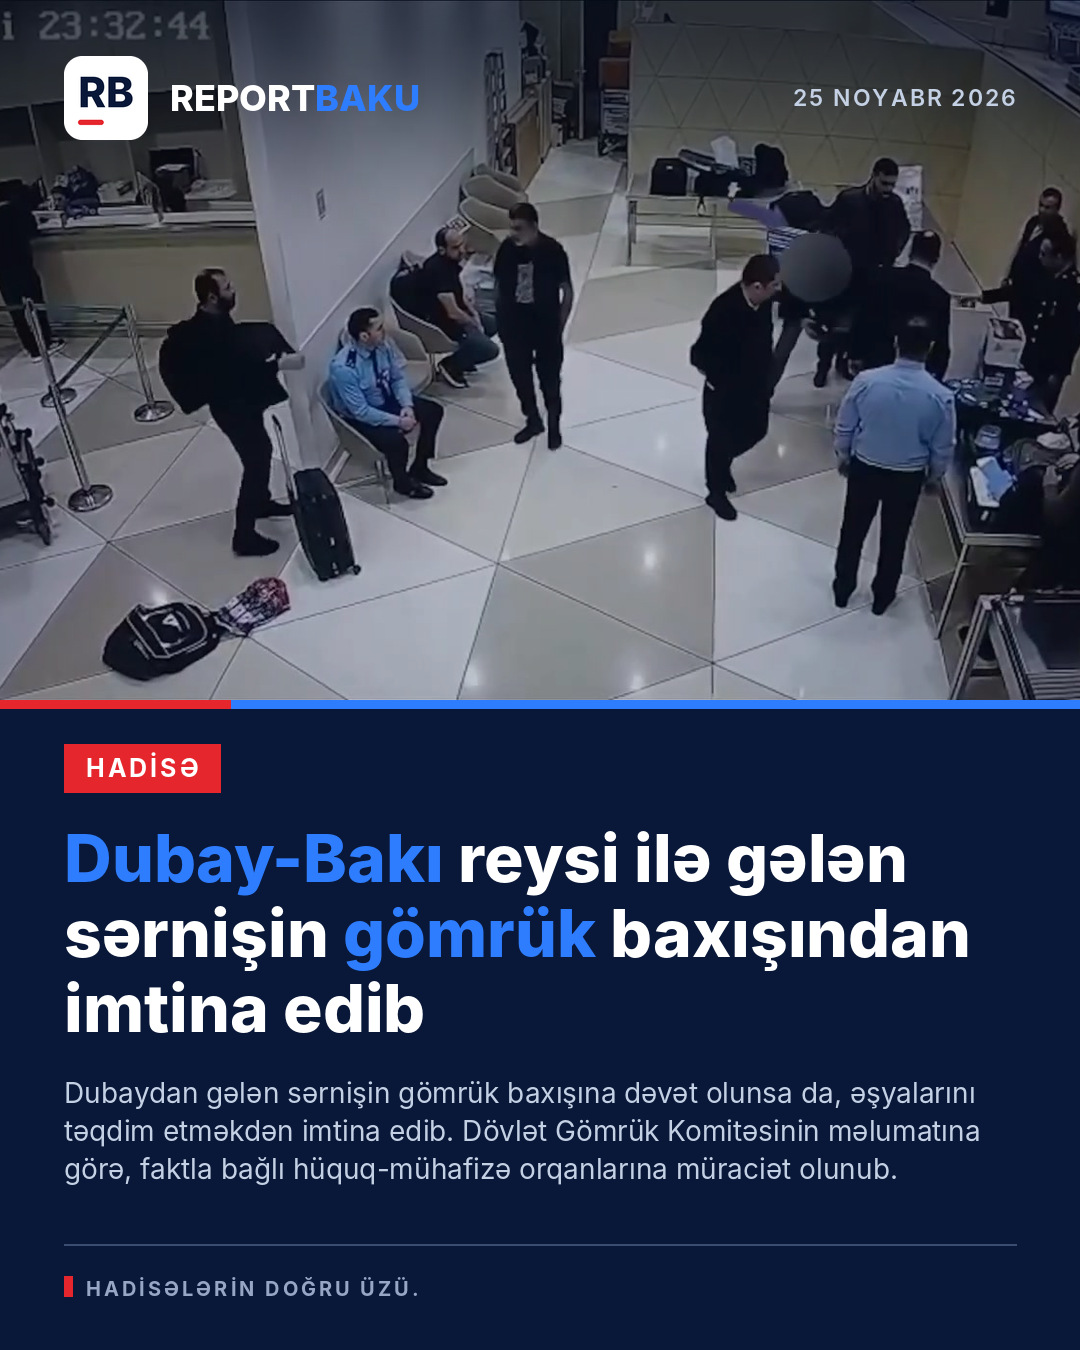 i 23:32:44
RB
REPORTBAKU
25 NOYABR 2026
HADİSƏ
Dubay-Bakı reysi ilə gələn
sərnişin gömrük baxışından
imtina edib
Dubaydan gələn sərnişin gömrük baxışına dəvət olunsa da, əşyalarını
təqdim etməkdən imtina edib. Dövlət Gömrük Komitəsinin məlumatına
görə, faktla bağlı hüquq-mühafizə orqanlarına müraciət olunub.
HADİSƏLƏRİN DOĞRU ÜZÜ.